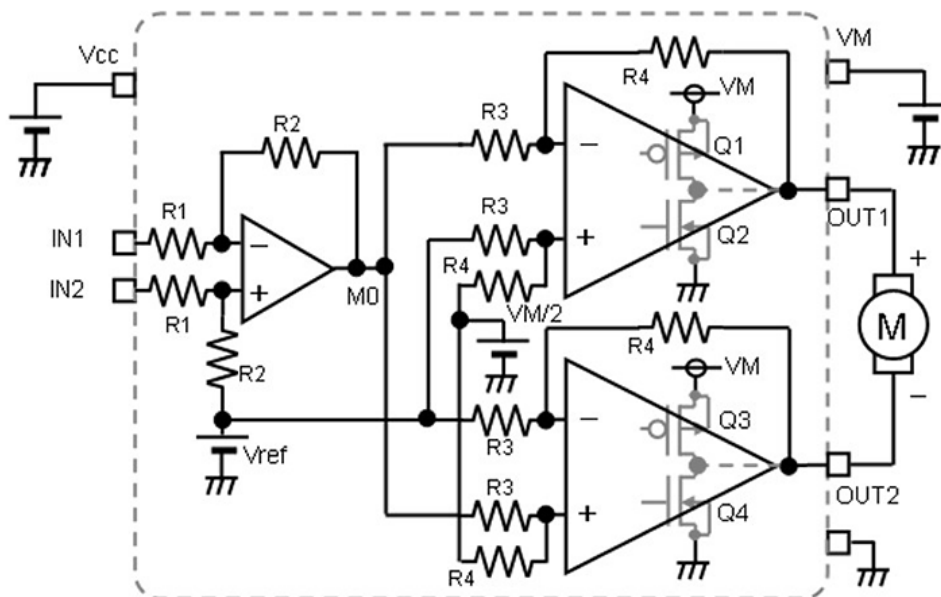 Vcc
VM
R4
VM
R3
R2
−
Q1
R1
R3
OUT1
IN1
−
+
Q2
R4
+
IN2
+
M0
VM/2
M
R1
R4
R2
VM
−
−
Q3
Vref
R3
R3
OUT2
+
Q4
R4